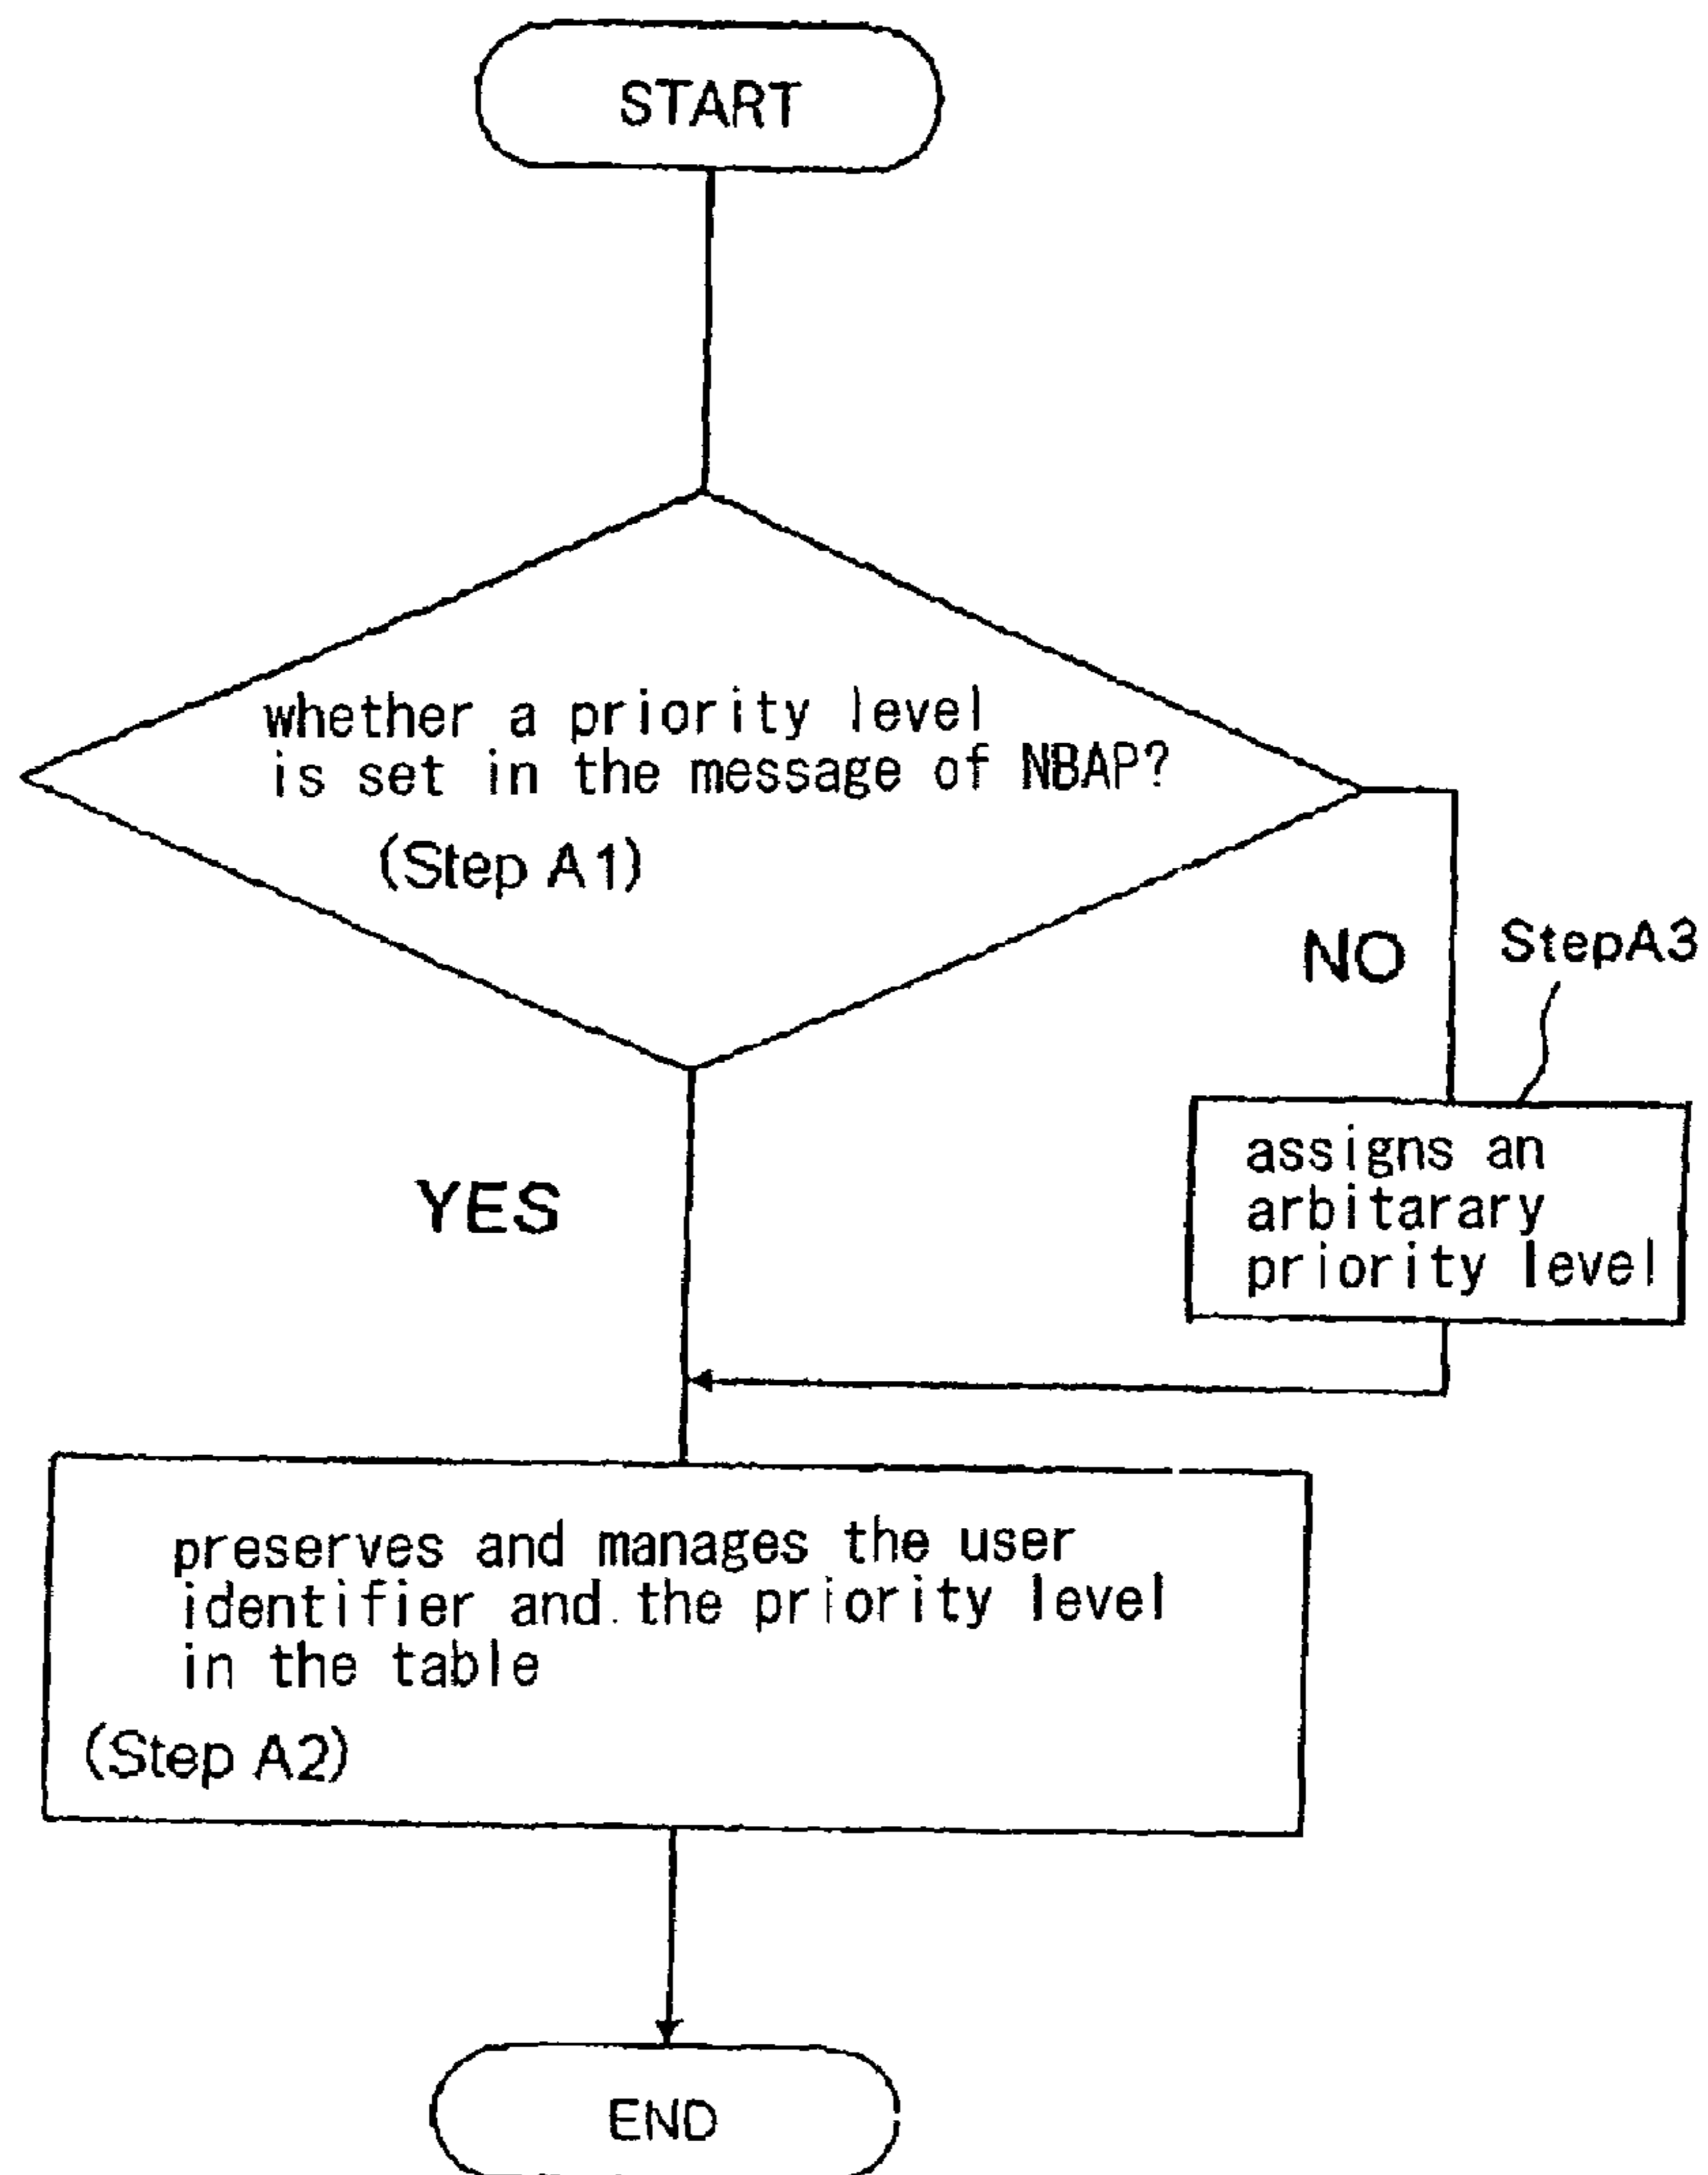 START
whether a priority level
is set in the message of NBAP?
(Step A1)
NO
StepA3
assigns an
arbitarary
priority level
YES
preserves and manages the user
identifier and the priority level
in the table
(Step A2)
END